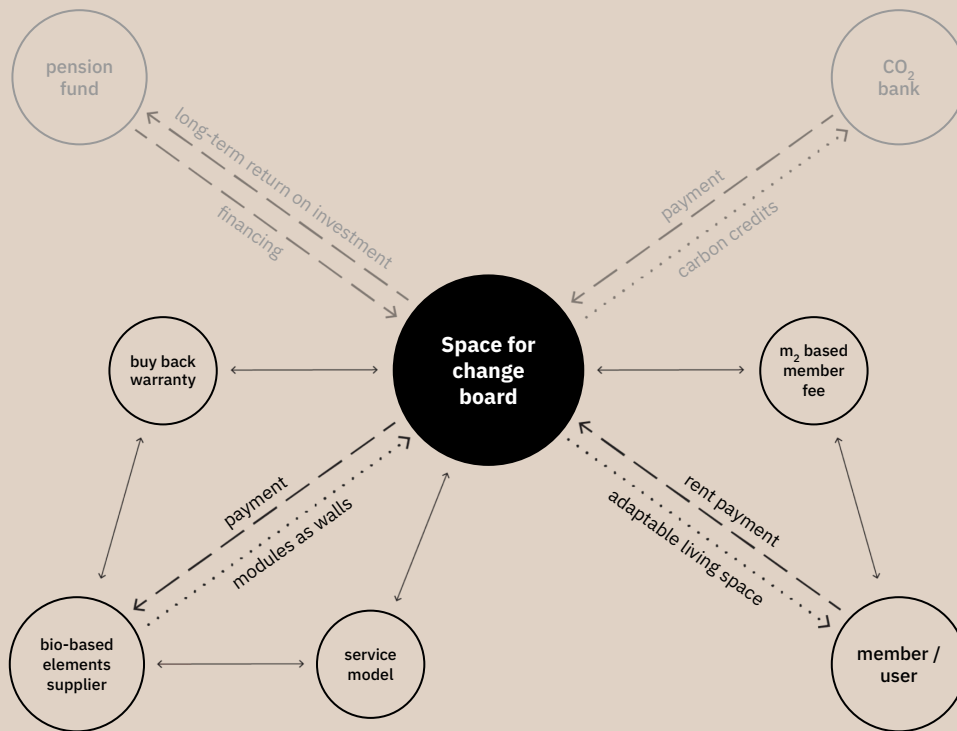 pension
fund
CO₂
bank
long-term return on investment
financing
payment
carbon credits
Space for
change
board
buy back
warranty
m₂ based
member
fee
payment
modules as walls
rent payment
adaptable living space
bio-based
elements
supplier
service
model
member /
user